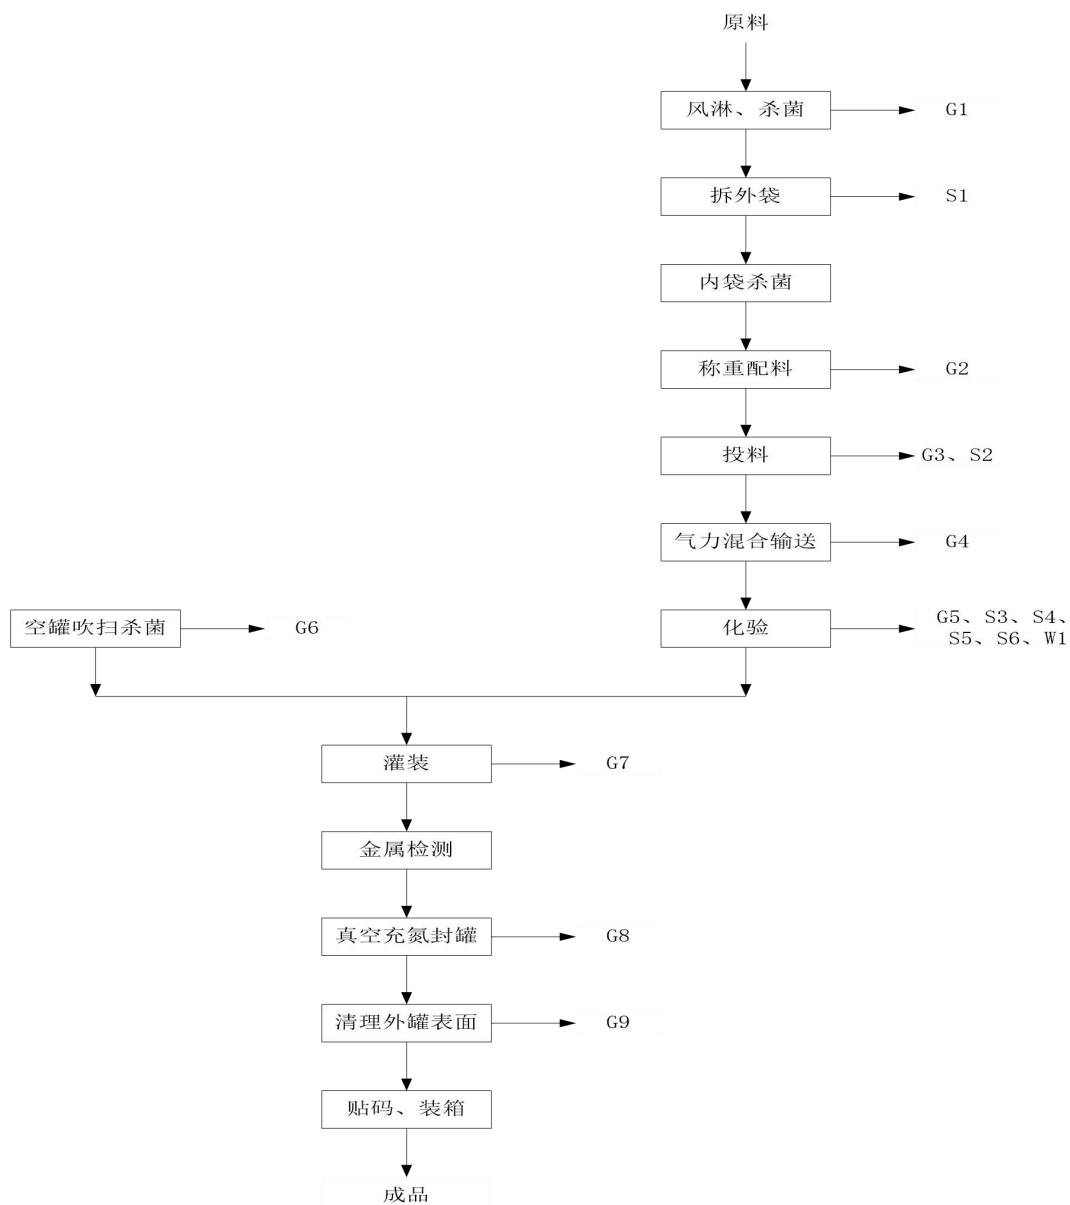 原料
风淋、杀菌
G1
拆外袋
S1
内袋杀菌
称重配料
G2
投料
G3、S2
气力混合输送
G4
空罐吹扫杀菌
G6
化验
G5、S3、S4、
S5、S6、W1
灌装
G7
金属检测
真空充氮封罐
G8
清理外罐表面
G9
贴码、装箱
成品